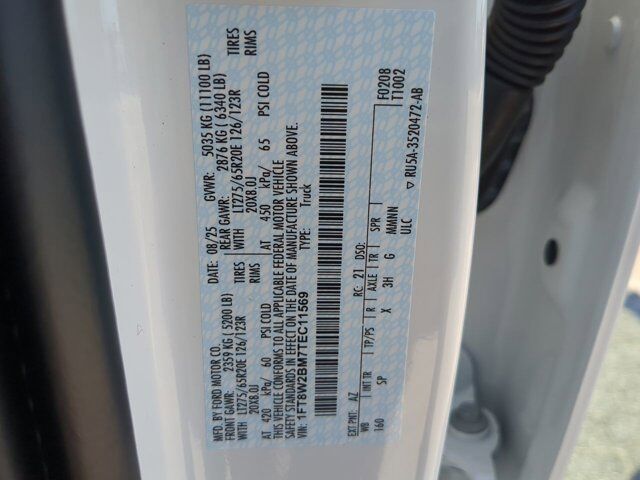 MFD. BY FORD MOTOR CO.
DATE: 08/25 GVWR: 5035 KG (11100 LB)
FRONT GAWR: 2359 KG (5200 LB) REAR GAWR: 2876 KG (6340 LB)
WITH LT275/65R20E 126/123R TIRES WITH LT275/65R20E 126/123R TIRES
20X8.0J RIMS 20X8.0J RIMS
AT 420 kPa/ 60 PSI COLD AT 450 kPa/ 65 PSI COLD
THIS VEHICLE CONFORMS TO ALL APPLICABLE FEDERAL MOTOR VEHICLE
SAFETY STANDARDS IN EFFECT ON THE DATE OF MANUFACTURE SHOWN ABOVE.
VIN: 1FT8W2BM7TEC11569 TYPE: Truck
F0208
T1002
EXT PNT: AZ RC: 21 DSO:
WB INT TR TP/PS R AXLE TR SPR
160 SP X 3H G MMNNN
ULC
▽ RU5A-3520472-AB